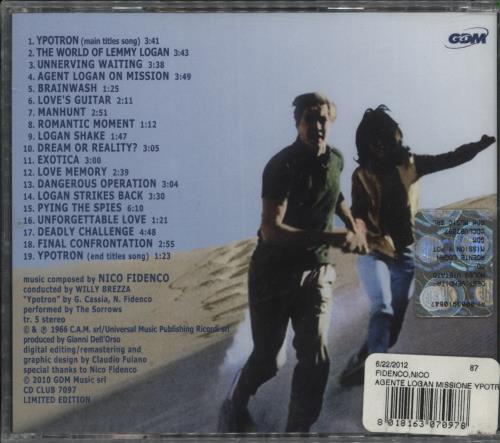 GDM
1. YPOTRON (main titles song) 3:41
2. THE WORLD OF LEMMY LOGAN 3:43
3. UNNERVING WAITING 3:38
4. AGENT LOGAN ON MISSION 3:49
5. BRAINWASH 1:25
6. LOVE'S GUITAR 2:11
7. MANHUNT 2:51
8. ROMANTIC MOMENT 1:12
9. LOGAN SHAKE 1:47
10. DREAM OR REALITY? 3:05
11. EXOTICA 3:00
12. LOVE MEMORY 2:39
13. DANGEROUS OPERATION 3:04
14. LOGAN STRIKES BACK 3:30
15. PYING THE SPIES 6:10
16. UNFORGETTABLE LOVE 1:21
17. DEADLY CHALLENGE 4:48
18. FINAL CONFRONTATION 2:55
19. YPOTRON (end titles song) 1:23
music composed by NICO FIDENCO
conducted by WILLY BREZZA
"Ypotron" by G. Cassia, N. Fidenco
performed by The Sorrows
tr. 5 stereo
© & ℗ 1966 C.A.M. srl/Universal Music Publishing Ricordi srl
produced by Gianni Dell'Orso
digital editing/remastering and
graphic design by Claudio Fuiano
special thanks to Nico Fidenco
© 2010 GDM Music srl
CD CLUB 7097
LIMITED EDITION
6/22/2012 87
FIDENCO,NICO
AGENTE LOGAN MISSIONE YPOTR
8 018163 070978